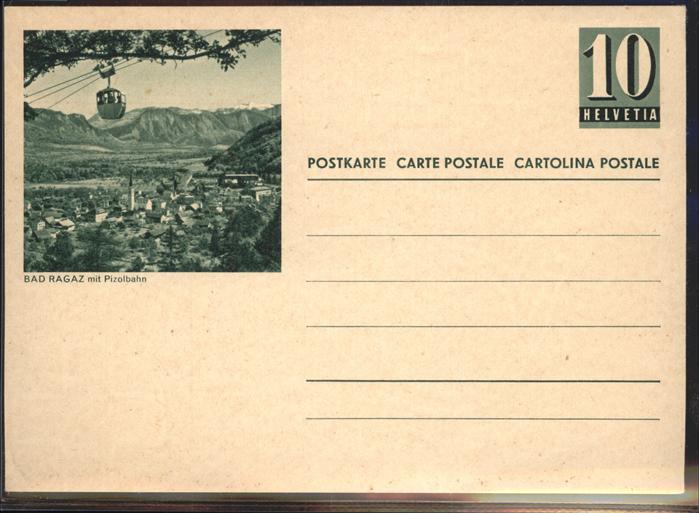 10
HELVETIA
POSTKARTE CARTE POSTALE CARTOLINA POSTALE
BAD RAGAZ mit Pizolbahn